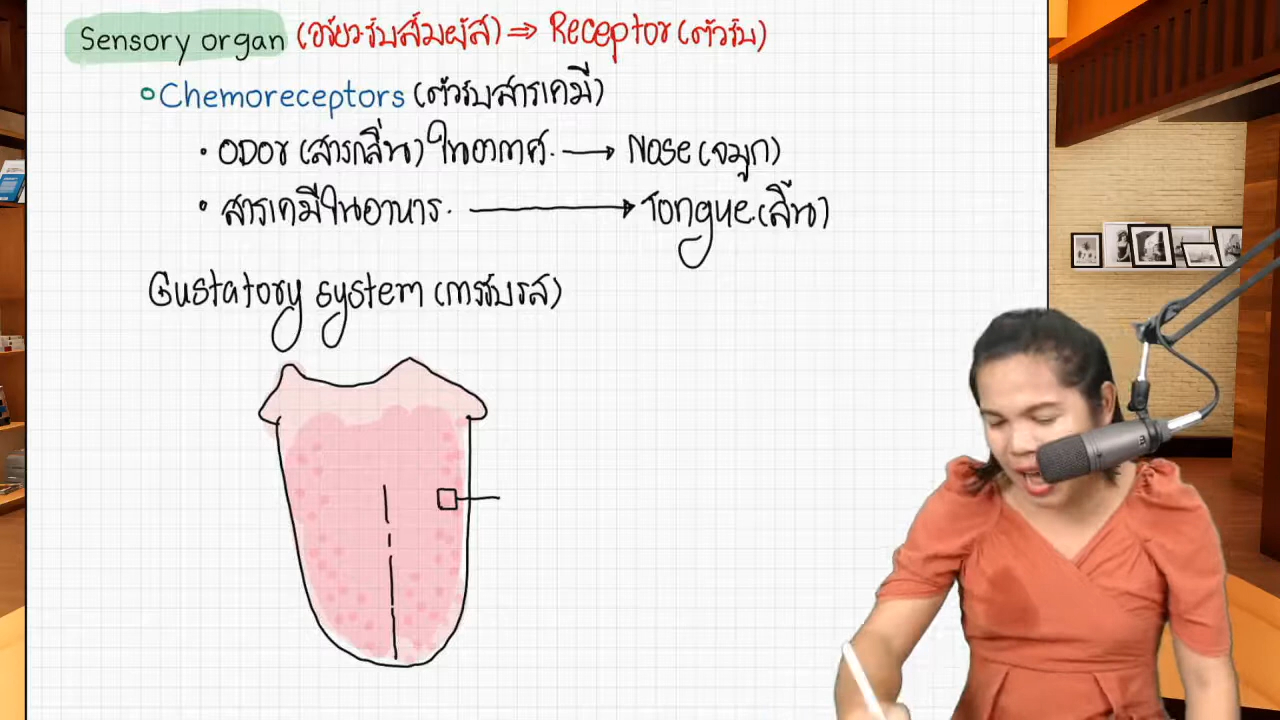 Sensory organ (อวัยวะรับสัมผัส) ⇒ Receptor (ตัวรับ)
Chemoreceptors (ตัวรับสารเคมี)
• ODOR (สารกลิ่น) ในอากาศ → Nose (จมูก)
• สารเคมีในอาหาร → Tongue (ลิ้น)
Gustatory system (การรับรส)